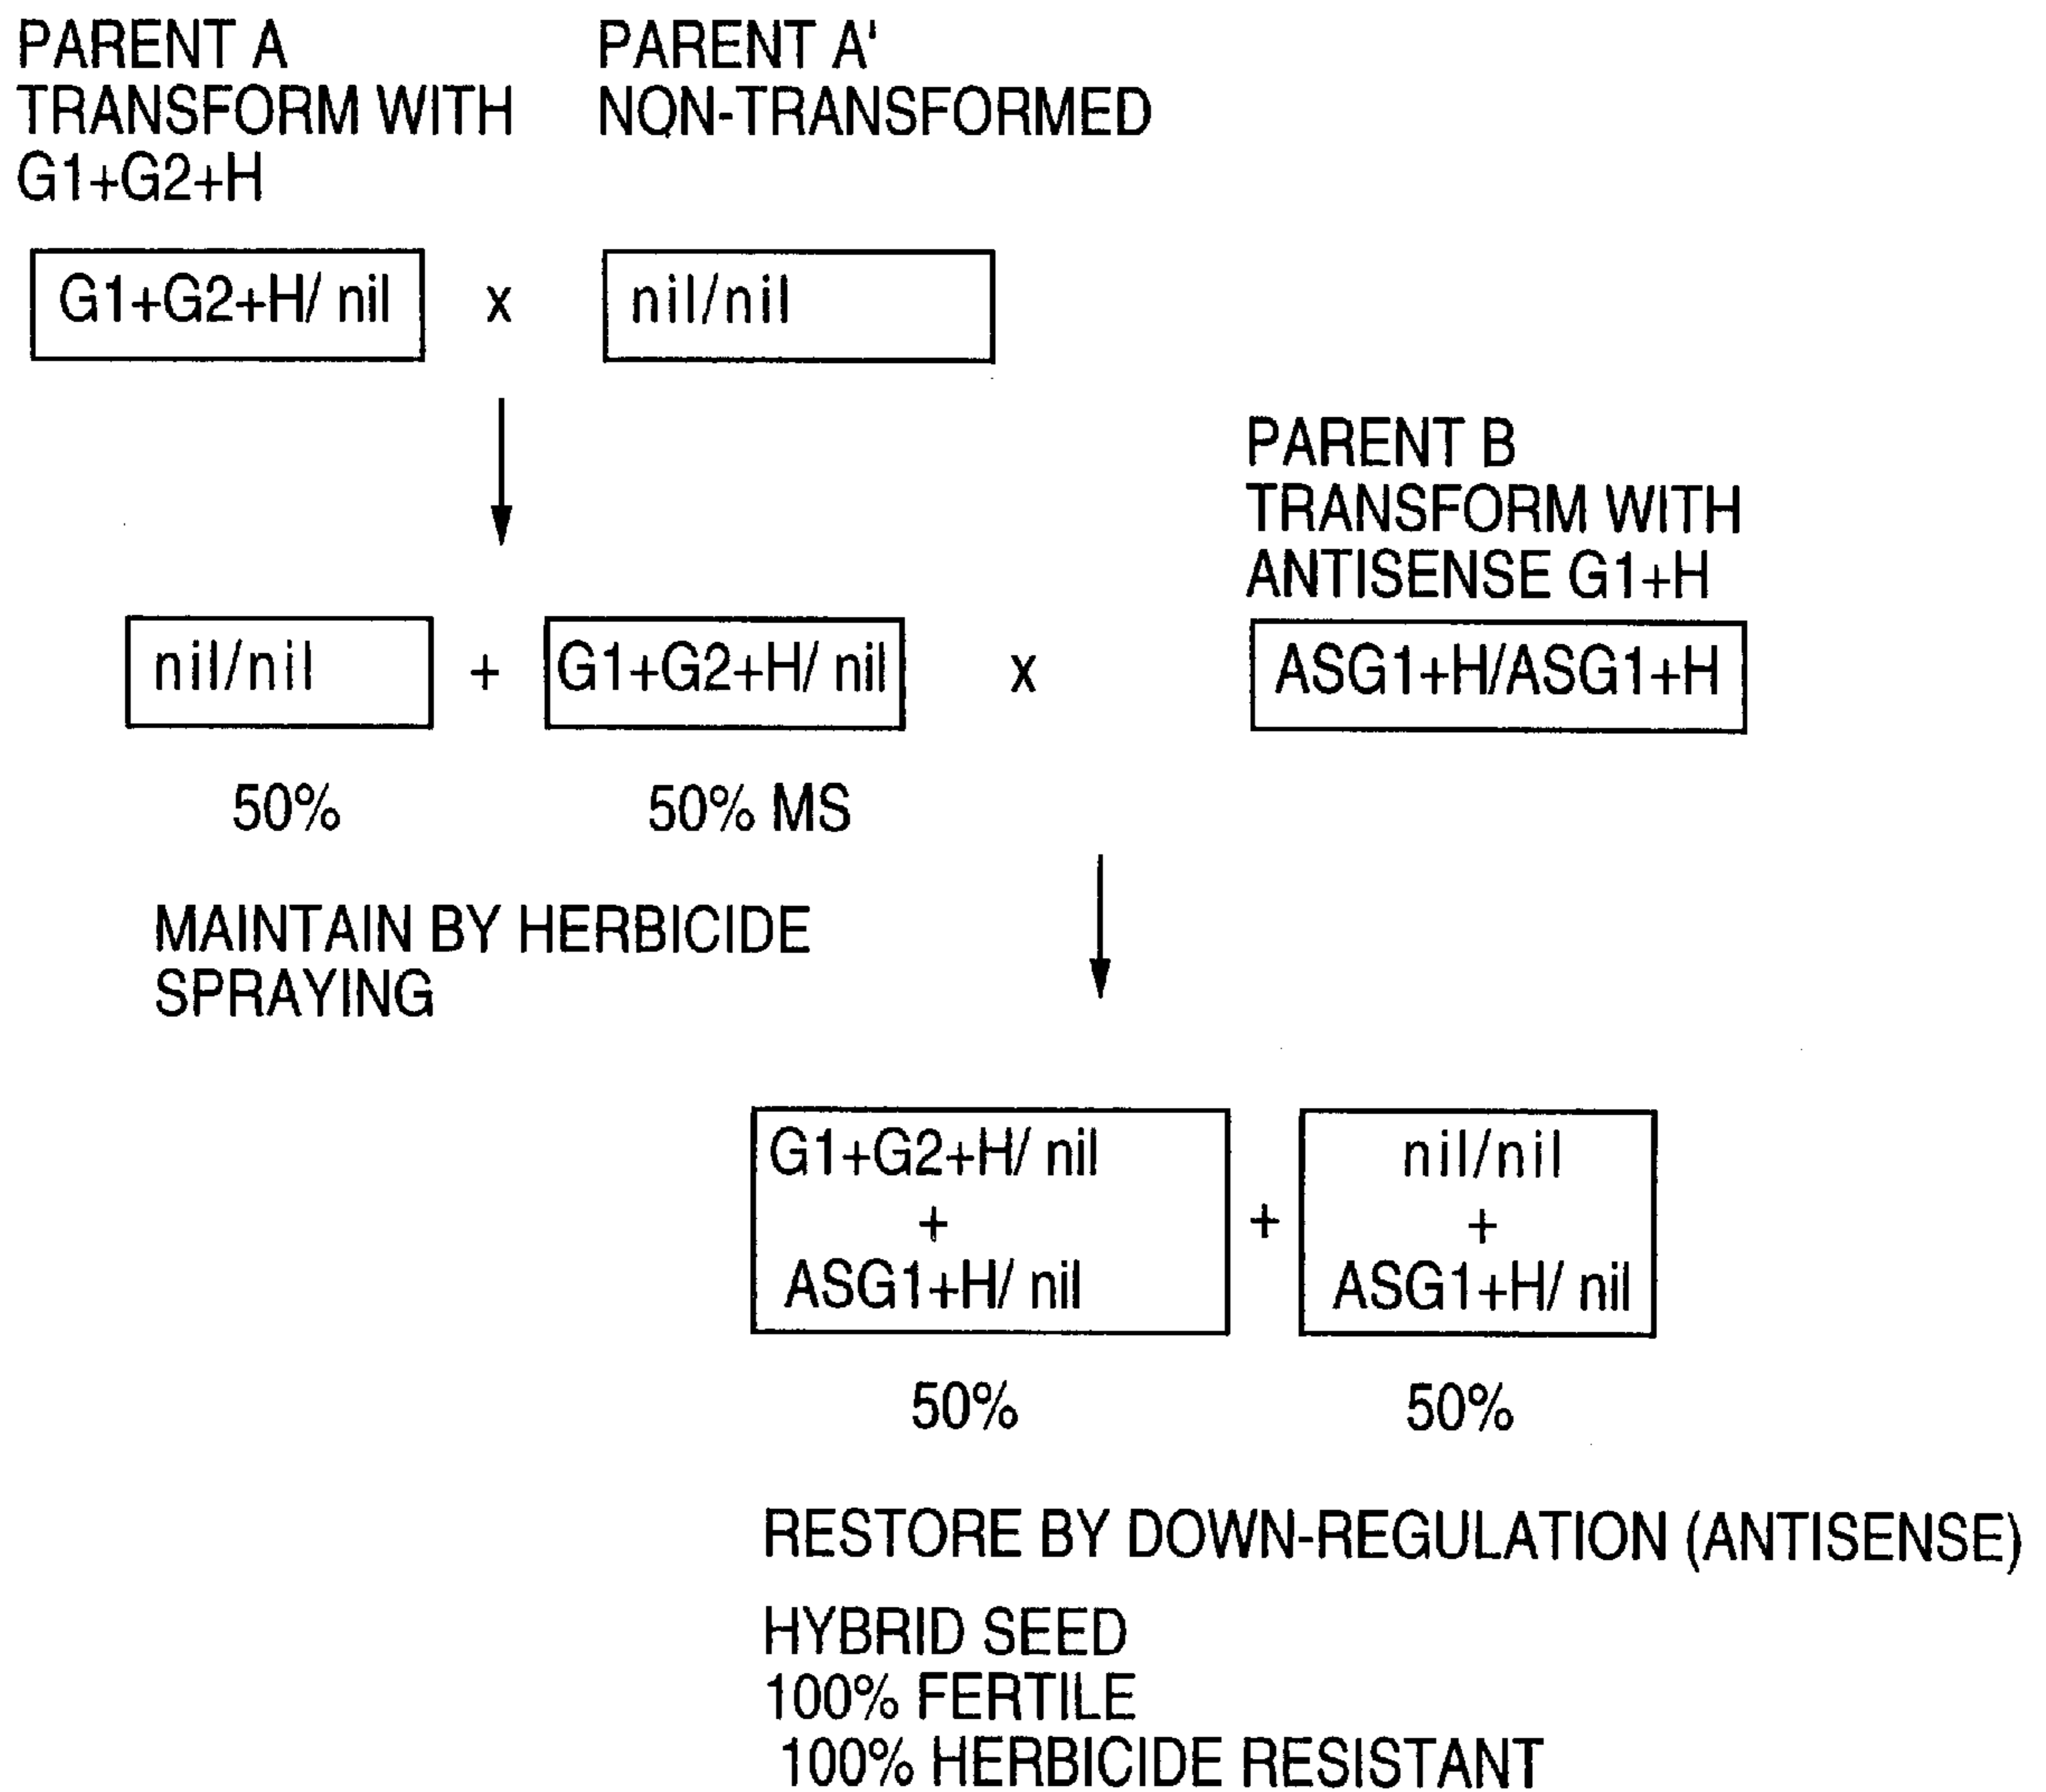 PARENT A
TRANSFORM WITH
G1+G2+H
PARENT A'
NON-TRANSFORMED
G1+G2+H/ nil
x
nil/nil
PARENT B
TRANSFORM WITH
ANTISENSE G1+H
nil/nil
+
G1+G2+H/ nil
x
ASG1+H/ASG1+H
50%
50% MS
MAINTAIN BY HERBICIDE
SPRAYING
G1+G2+H/ nil
+
ASG1+H/ nil
+
nil/nil
+
ASG1+H/ nil
50%
50%
RESTORE BY DOWN-REGULATION (ANTISENSE)
HYBRID SEED
100% FERTILE
100% HERBICIDE RESISTANT